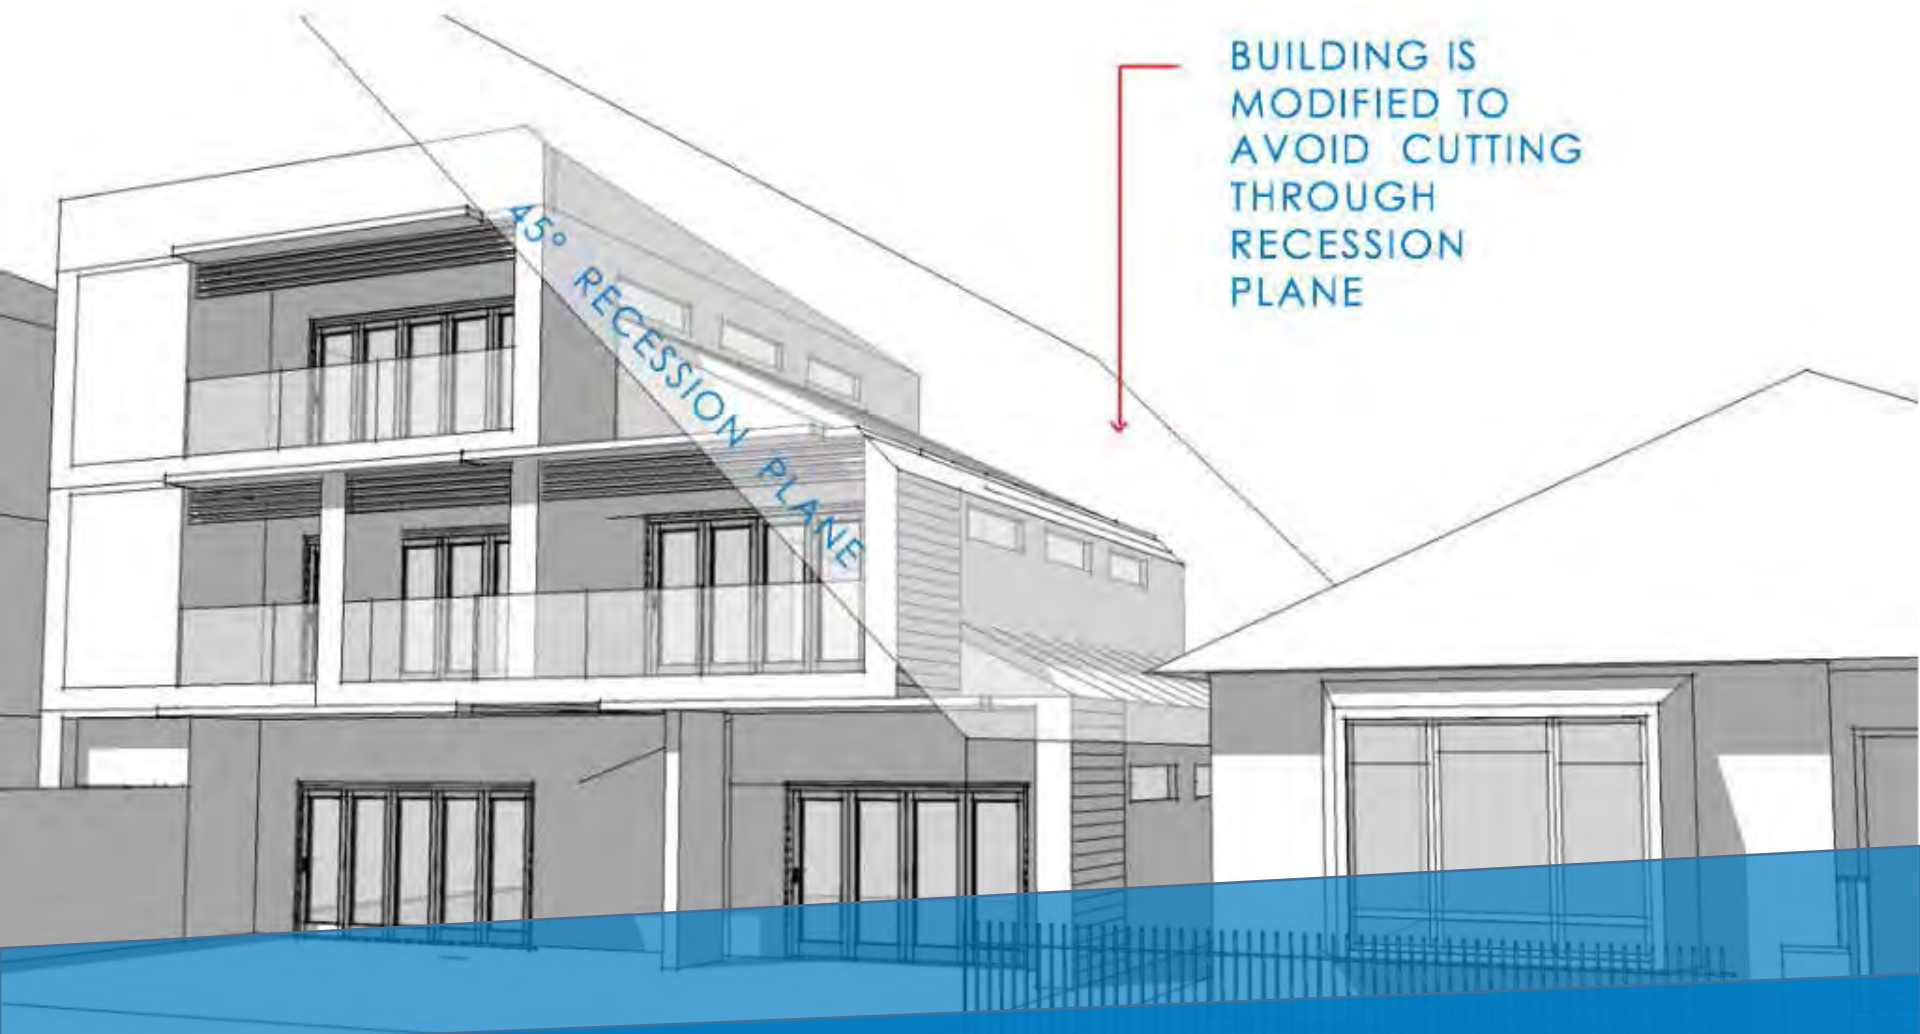 BUILDING IS
MODIFIED TO
AVOID CUTTING
THROUGH
RECESSION
PLANE
45° RECESSION PLANE